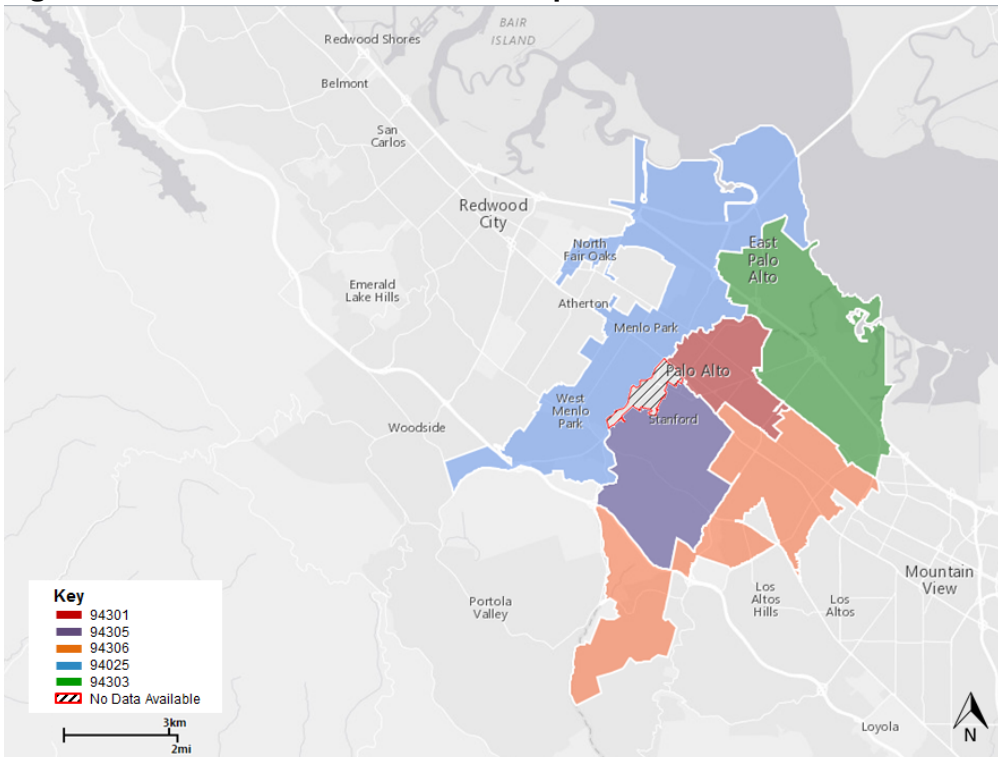 BAIR
ISLAND
Redwood Shores
Belmont
San
Carlos
Redwood
City
North
Fair Oaks
East
Palo
Alto
Emerald
Lake Hills
Atherton
Menlo Park
Palo Alto
West
Menlo
Park
Stanford
Woodside
Mountain
View
Los
Altos
Hills
Los
Altos
Portola
Valley
Loyola
Key
94301
94305
94306
94025
94303
No Data Available
3km
2mi
N